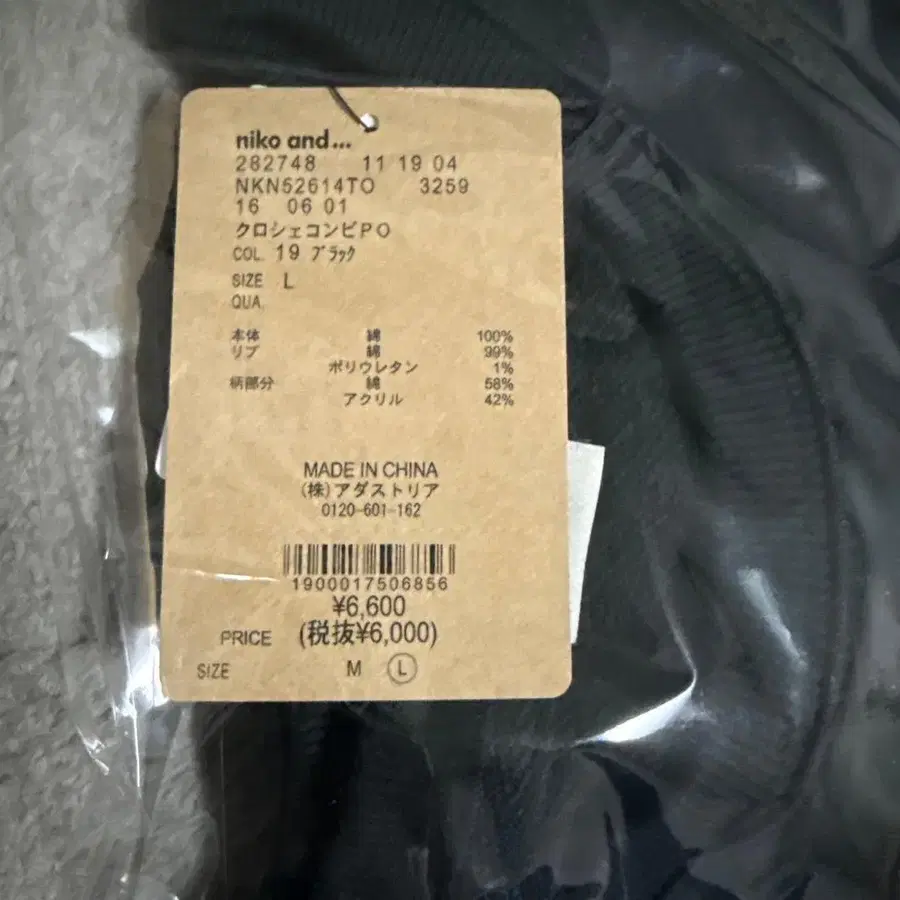 niko and...
282748 11 19 04
NKN52614TO 3259
16 06 01
クロシェコンビPO
COL. 19 ブラック
SIZE L
QUA.
本体 綿 100%
リブ 綿 99%
ポリウレタン 1%
柄部分 綿 58%
アクリル 42%
MADE IN CHINA
(株)アダストリア
0120-601-162
1900017506856
¥6,600
PRICE (税抜¥6,000)
SIZE M L